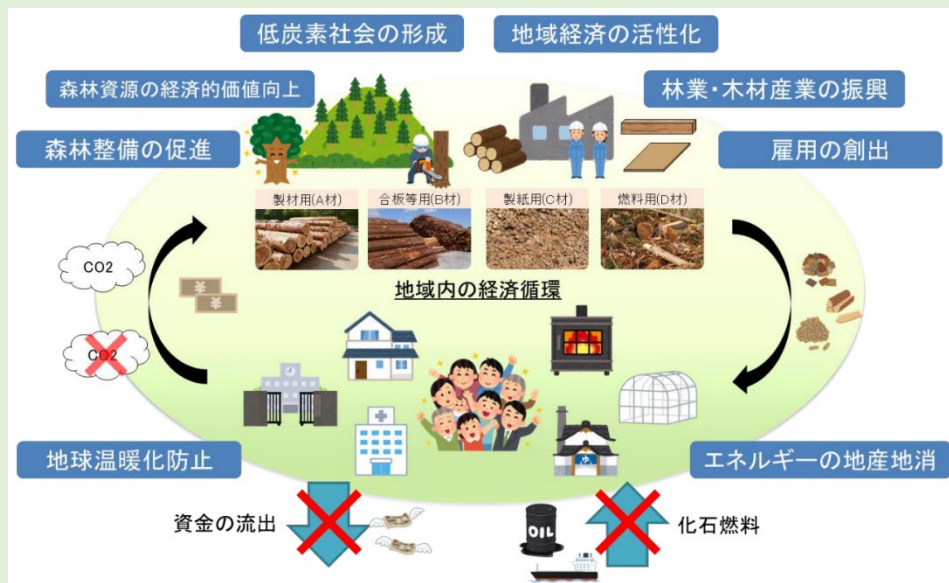 低炭素社会の形成
地域経済の活性化
森林資源の経済的価値向上
林業・木材産業の振興
森林整備の促進
雇用の創出
製材用(A材)
合板等用(B材)
製紙用(C材)
燃料用(D材)
CO2
¥
¥
地域内の経済循環
CO2
ゆ
地球温暖化防止
エネルギーの地産地消
資金の流出
OIL
化石燃料